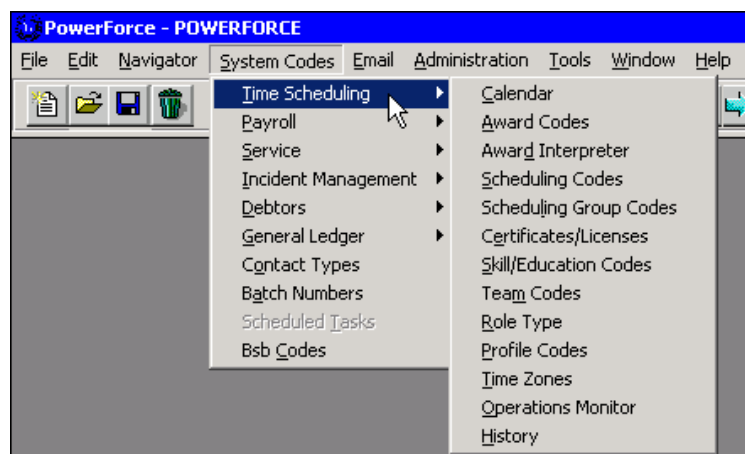 PowerForce - POWERFORCE
File Edit Navigator System Codes Email Administration Tools Window Help
Time Scheduling
Payroll
Service
Incident Management
Debtors
General Ledger
Contact Types
Batch Numbers
Scheduled Tasks
Bsb Codes
Calendar
Award Codes
Award Interpreter
Scheduling Codes
Scheduling Group Codes
Certificates/Licenses
Skill/Education Codes
Team Codes
Role Type
Profile Codes
Time Zones
Operations Monitor
History